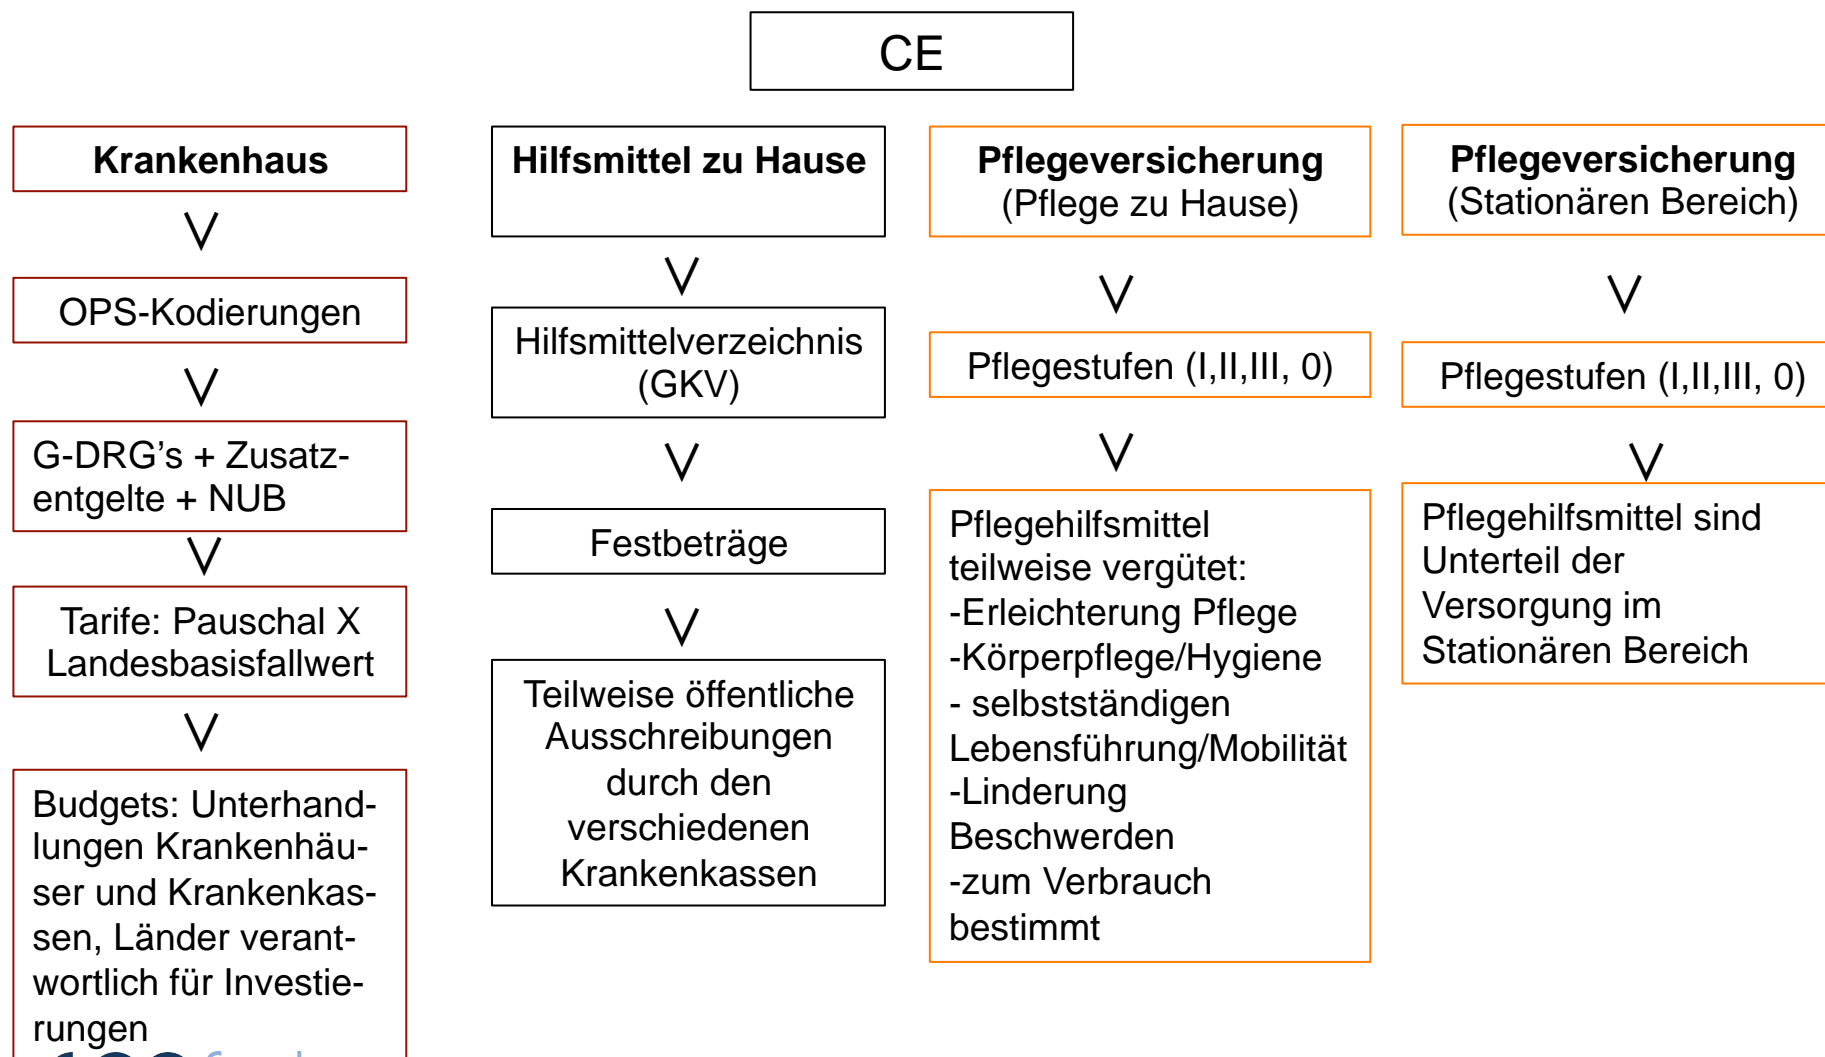 CE
Krankenhaus
OPS-Kodierungen
G-DRG's + Zusatz-
entgelte + NUB
Tarife: Pauschal X
Landesbasisfallwert
Budgets: Unterhand-
lungen Krankenhäu-
ser und Krankenkas-
sen, Länder verant-
wortlich für Investie-
rungen
Hilfsmittel zu Hause
Hilfsmittelverzeichnis
(GKV)
Festbeträge
Teilweise öffentliche
Ausschreibungen
durch den
verschiedenen
Krankenkassen
Pflegeversicherung
(Pflege zu Hause)
Pflegestufen (I,II,III, 0)
Pflegehilfsmittel
teilweise vergütet:
-Erleichterung Pflege
-Körperpflege/Hygiene
- selbstständigen
Lebensführung/Mobilität
-Linderung
Beschwerden
-zum Verbrauch
bestimmt
Pflegeversicherung
(Stationären Bereich)
Pflegestufen (I,II,III, 0)
Pflegehilfsmittel sind
Unterteil der
Versorgung im
Stationären Bereich